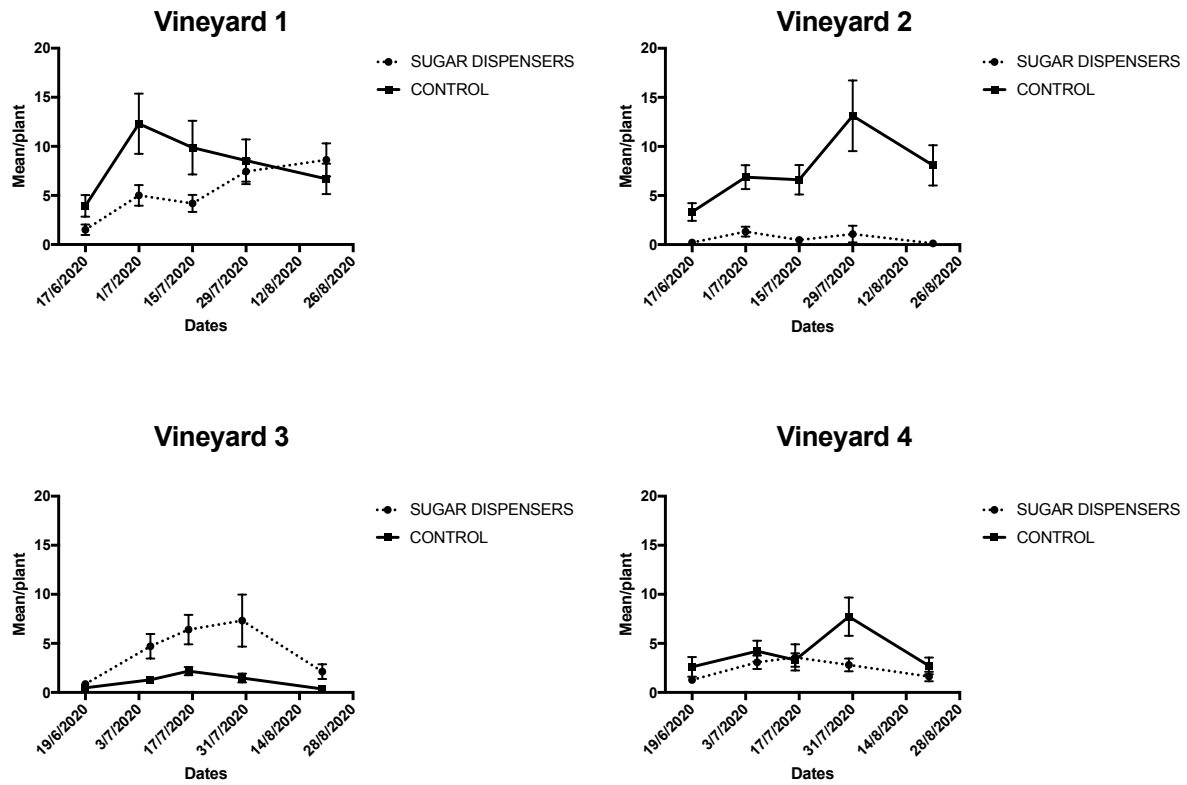 Vineyard 1
20
15
10
5
0
Mean/plant
17/6/2020
1/7/2020
15/7/2020
29/7/2020
12/8/2020
26/8/2020
Dates
SUGAR DISPENSERS
CONTROL
Vineyard 2
20
15
10
5
0
Mean/plant
17/6/2020
1/7/2020
15/7/2020
29/7/2020
12/8/2020
26/8/2020
Dates
SUGAR DISPENSERS
CONTROL
Vineyard 3
20
15
10
5
0
Mean/plant
19/6/2020
3/7/2020
17/7/2020
31/7/2020
14/8/2020
28/8/2020
Dates
SUGAR DISPENSERS
CONTROL
Vineyard 4
20
15
10
5
0
Mean/plant
19/6/2020
3/7/2020
17/7/2020
31/7/2020
14/8/2020
28/8/2020
Dates
SUGAR DISPENSERS
CONTROL